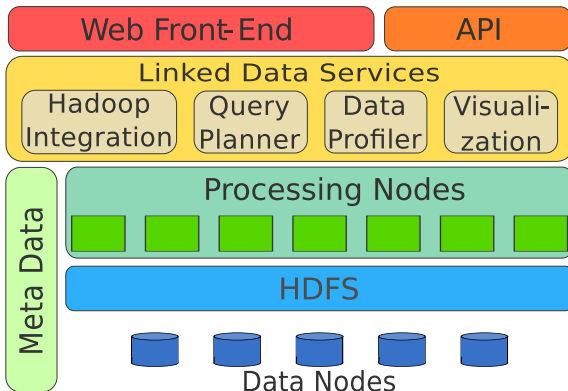 Web Front-End
API
Linked Data Services
Hadoop
Integration
Query
Planner
Data
Profiler
Visuali-
zation
Meta Data
Processing Nodes
HDFS
Data Nodes